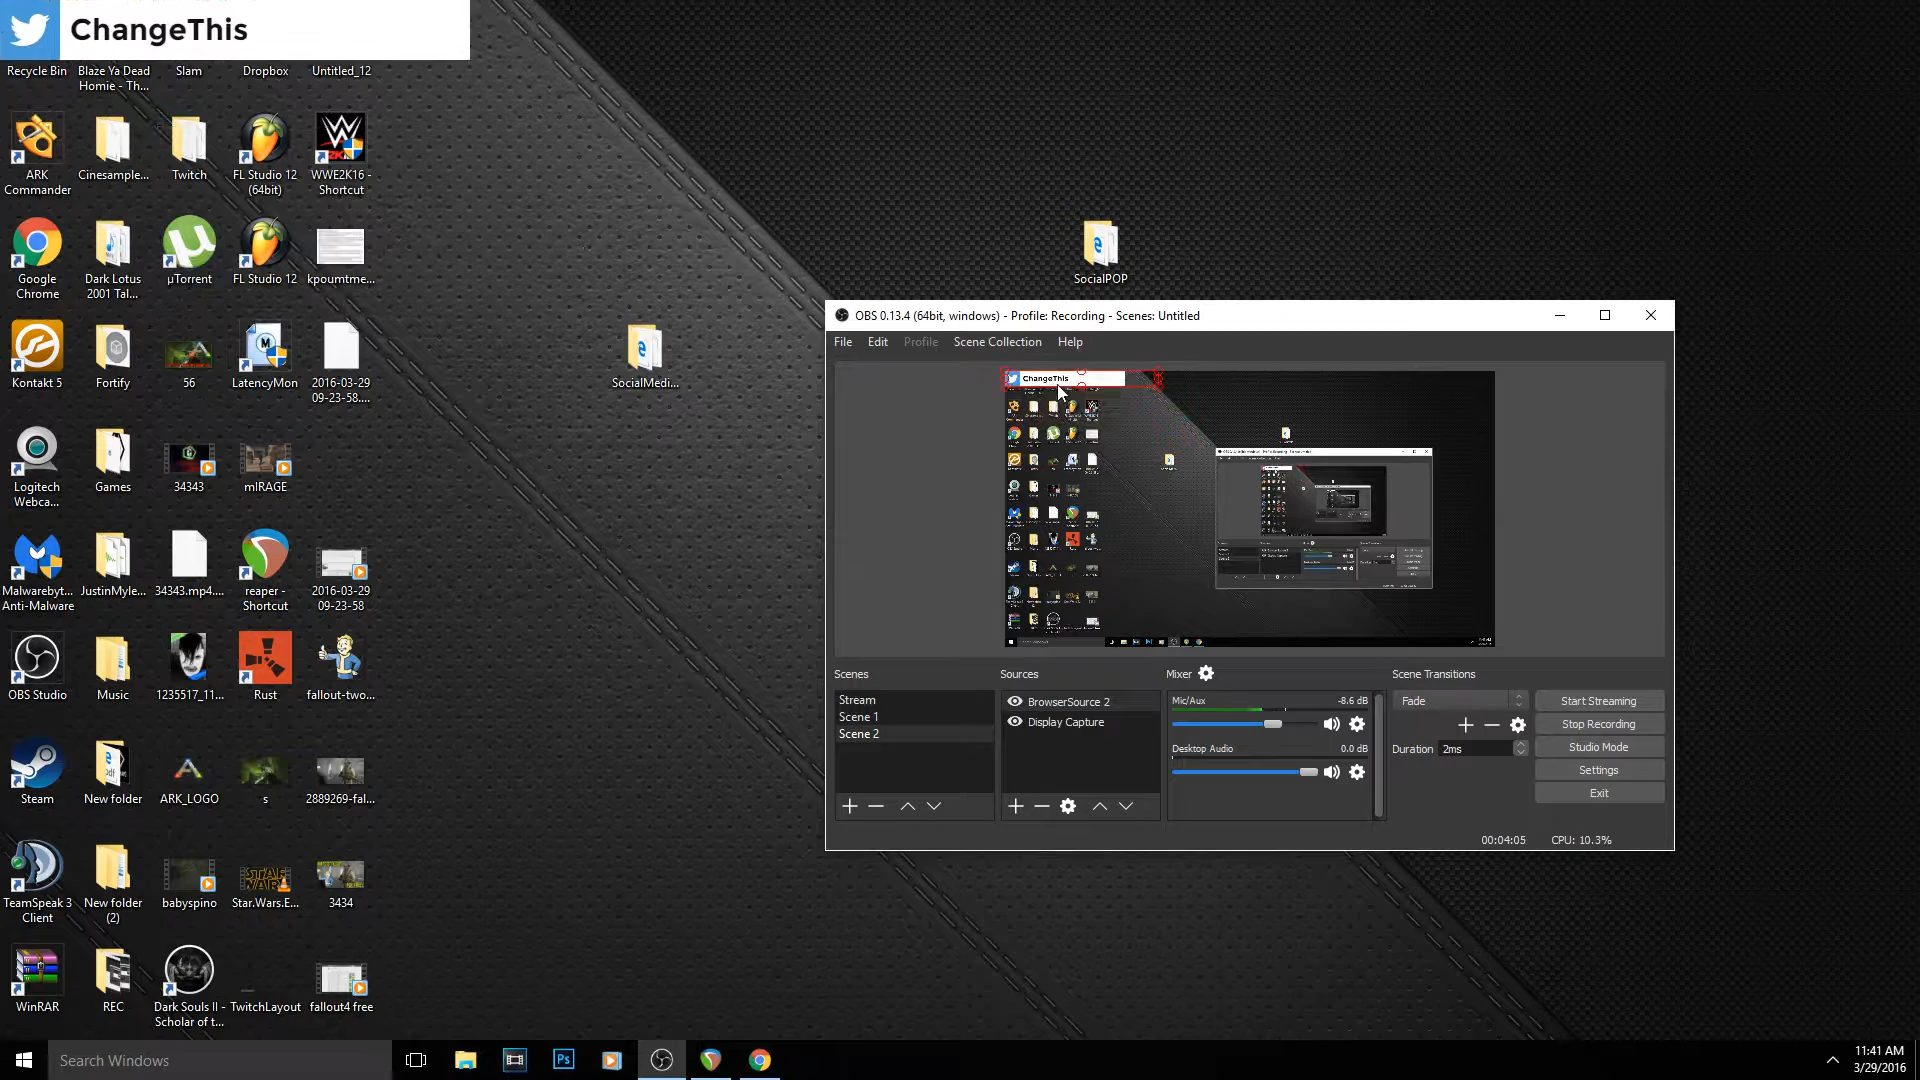 ChangeThis
Recycle Bin
Blaze Ya Dead
Homie - Th...
Slam
Dropbox
Untitled_12
ARK
Commander
Cinesample...
Twitch
FL Studio 12
(64bit)
WWE2K16 -
Shortcut
Google
Chrome
Dark Lotus
2001 Tal...
µTorrent
FL Studio 12
kpoumtme...
SocialPOP
Kontakt 5
Fortify
56
LatencyMon
2016-03-29
09-23-58....
SocialMedi...
Logitech
Webca...
Games
34343
mIRAGE
Malwarebyt...
Anti-Malware
JustinMyle...
34343.mp4....
reaper -
Shortcut
2016-03-29
09-23-58
OBS Studio
Music
1235517_11...
Rust
fallout-two...
Steam
New folder
ARK_LOGO
s
2889269-fal...
TeamSpeak 3
Client
New folder
(2)
babyspino
Star.Wars.E...
3434
WinRAR
REC
Dark Souls II -
Scholar of t...
TwitchLayout
fallout4 free
OBS 0.13.4 (64bit, windows) - Profile: Recording - Scenes: Untitled
File Edit Profile Scene Collection Help
ChangeThis
Scenes
Stream
Scene 1
Scene 2
Sources
BrowserSource 2
Display Capture
Mixer
Mic/Aux -8.6 dB
Desktop Audio 0.0 dB
Scene Transitions
Fade
Duration 2ms
Start Streaming
Stop Recording
Studio Mode
Settings
Exit
00:04:05 CPU: 10.3%
Search Windows
Ps
11:41 AM
3/29/2016